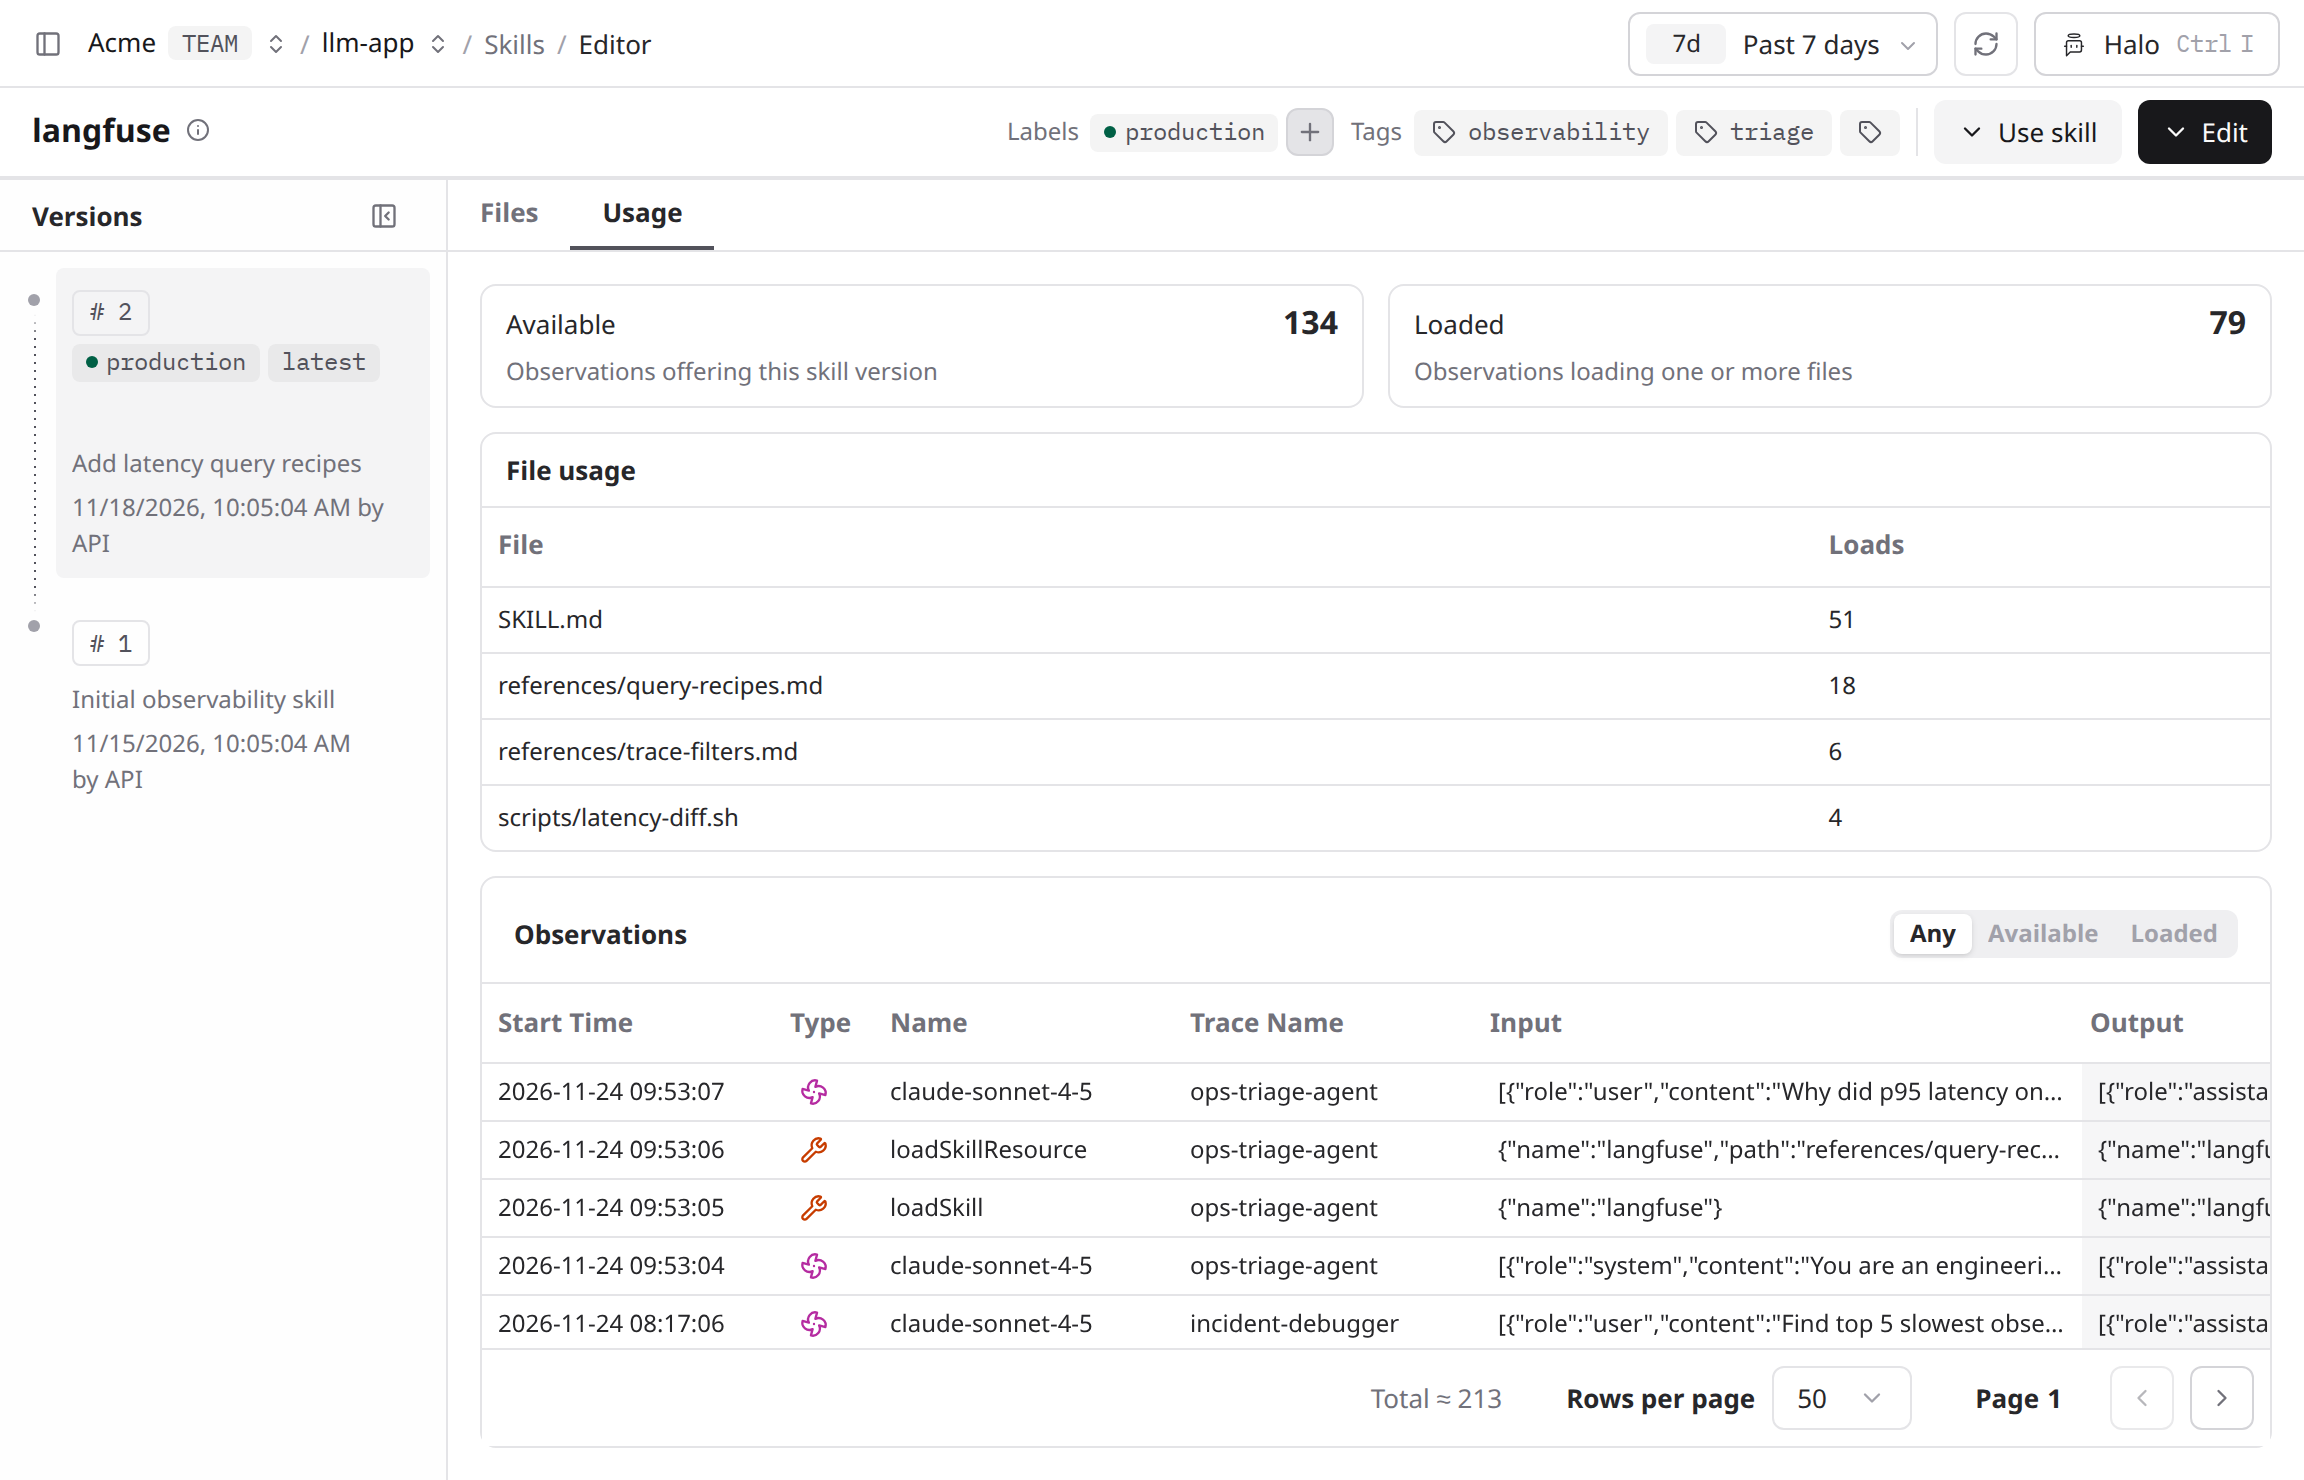 Acme TEAM / llm-app / Skills / Editor
7d Past 7 days
Halo Ctrl I
langfuse
Labels production Tags observability triage
Use skill
Edit
Versions
# 2
production latest
Add latency query recipes
11/18/2026, 10:05:04 AM by
API
# 1
Initial observability skill
11/15/2026, 10:05:04 AM
by API
Files Usage
Available 134
Observations offering this skill version
Loaded 79
Observations loading one or more files
File usage
File Loads
SKILL.md 51
references/query-recipes.md 18
references/trace-filters.md 6
scripts/latency-diff.sh 4
Observations Any Available Loaded
Start Time Type Name Trace Name Input Output
2026-11-24 09:53:07 claude-sonnet-4-5 ops-triage-agent [{"role":"user","content":"Why did p95 latency on... [{"role":"assista
2026-11-24 09:53:06 loadSkillResource ops-triage-agent {"name":"langfuse","path":"references/query-rec... {"name":"langfu
2026-11-24 09:53:05 loadSkill ops-triage-agent {"name":"langfuse"} {"name":"langfu
2026-11-24 09:53:04 claude-sonnet-4-5 ops-triage-agent [{"role":"system","content":"You are an engineeri... [{"role":"assista
2026-11-24 08:17:06 claude-sonnet-4-5 incident-debugger [{"role":"user","content":"Find top 5 slowest obse... [{"role":"assista
Total ≈ 213 Rows per page 50 Page 1